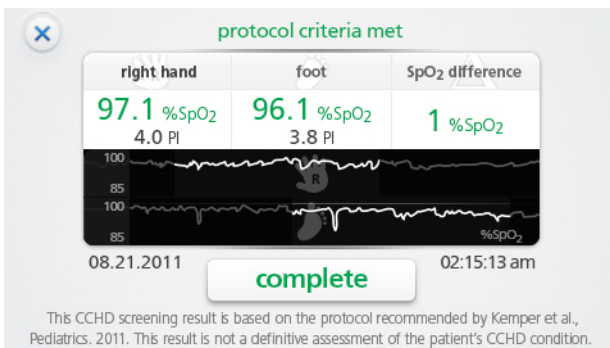 protocol criteria met
right hand foot SpO₂ difference
97.1 %SpO₂ 96.1 %SpO₂ 1 %SpO₂
4.0 PI 3.8 PI
100
R
85
100
85 %SpO₂
08.21.2011 02:15:13 am
complete
This CCHD screening result is based on the protocol recommended by Kemper et al.,
Pediatrics. 2011. This result is not a definitive assessment of the patient's CCHD condition.